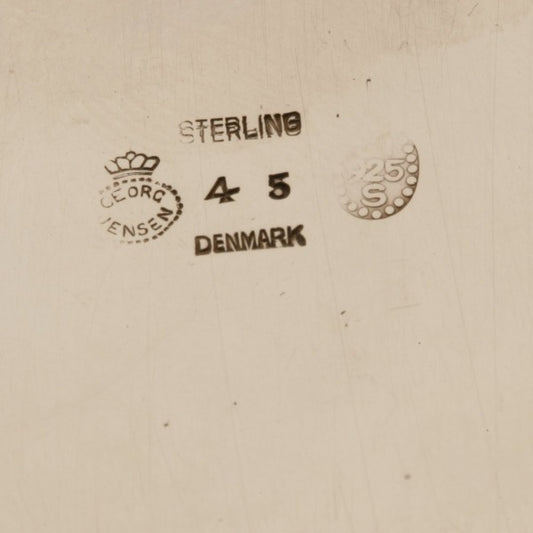 STERLING
GEORG
JENSEN
4 5
925
S
DENMARK